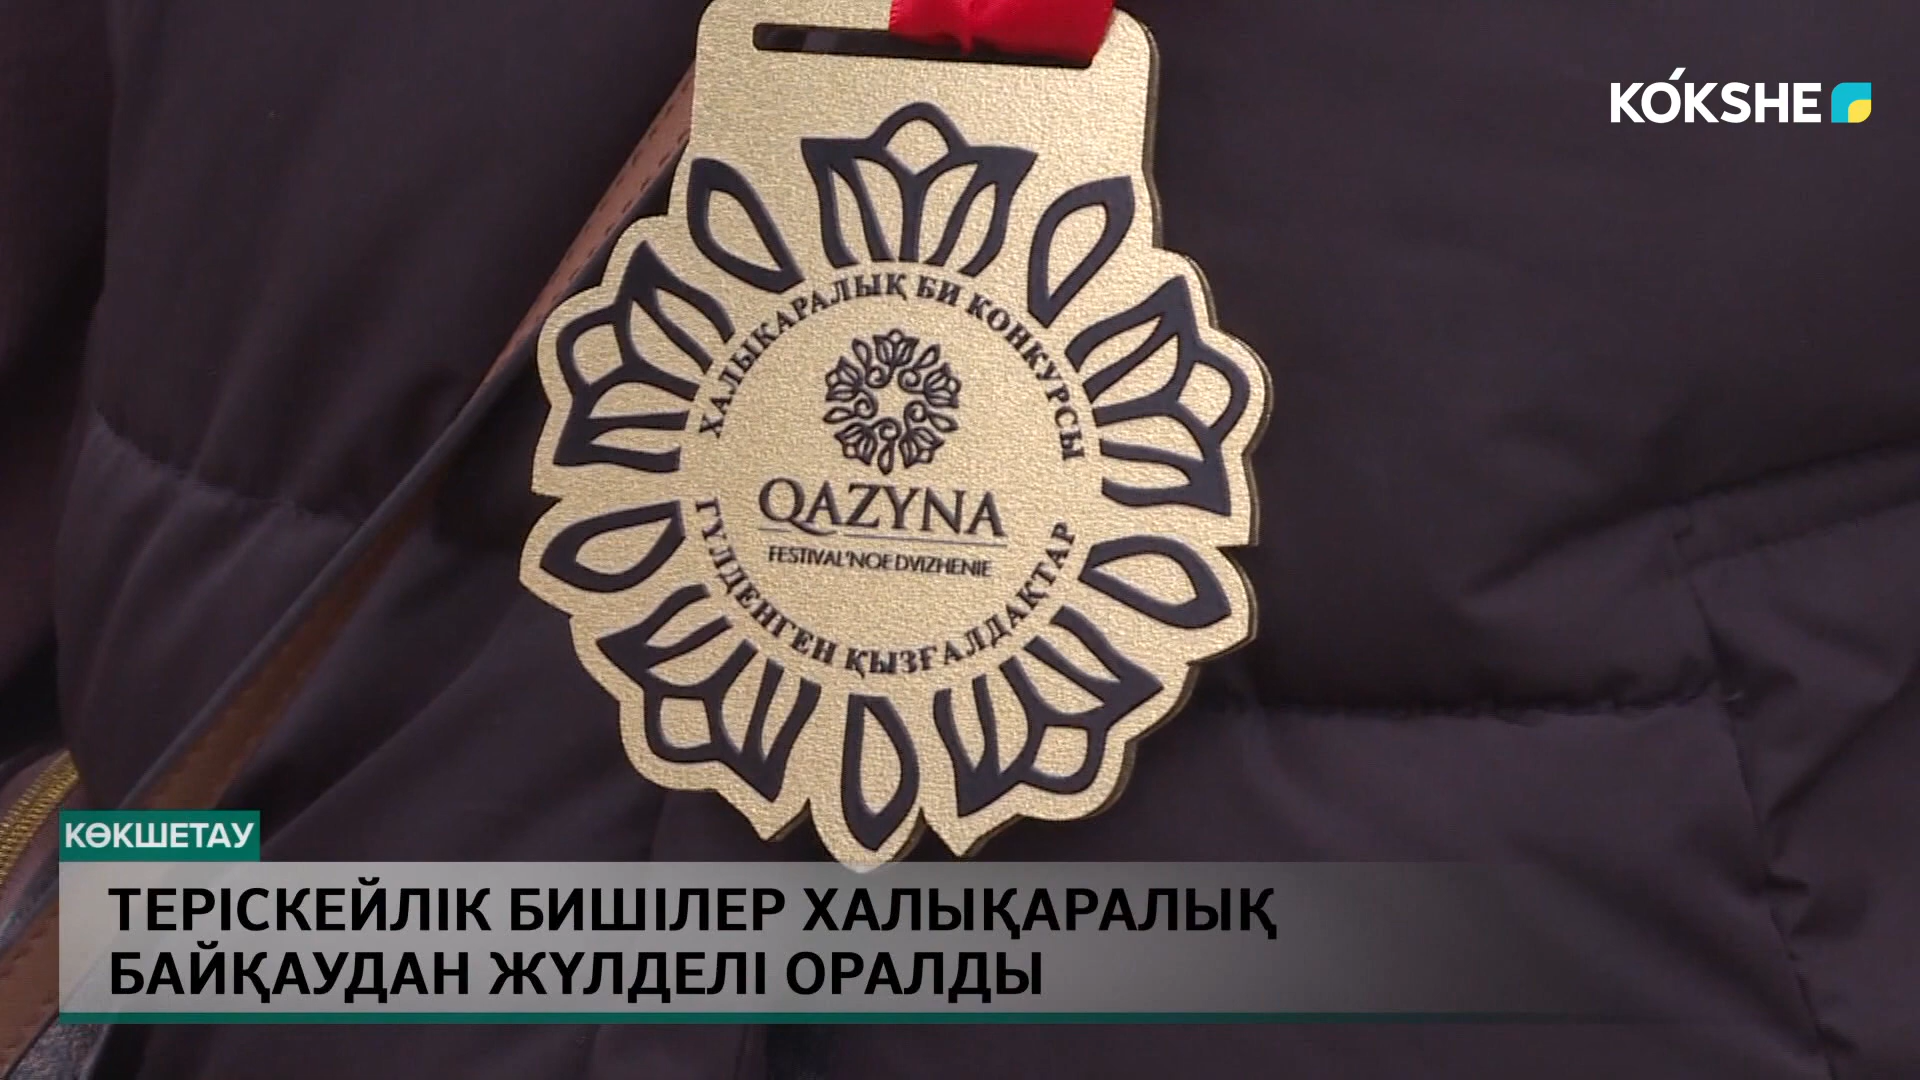 KÓKSHE
ХАЛЫҚАРАЛЫҚ БИ КОНКУРСЫ
QAZYNA
FESTIVAL'NOE DVIZHENIE
ГҮЛДЕНГЕН ҚЫЗҒАЛДАҚТАР
КӨКШЕТАУ
ТЕРІСКЕЙЛІК БИШІЛЕР ХАЛЫҚАРАЛЫҚ
БАЙҚАУДАН ЖҮЛДЕЛІ ОРАЛДЫ